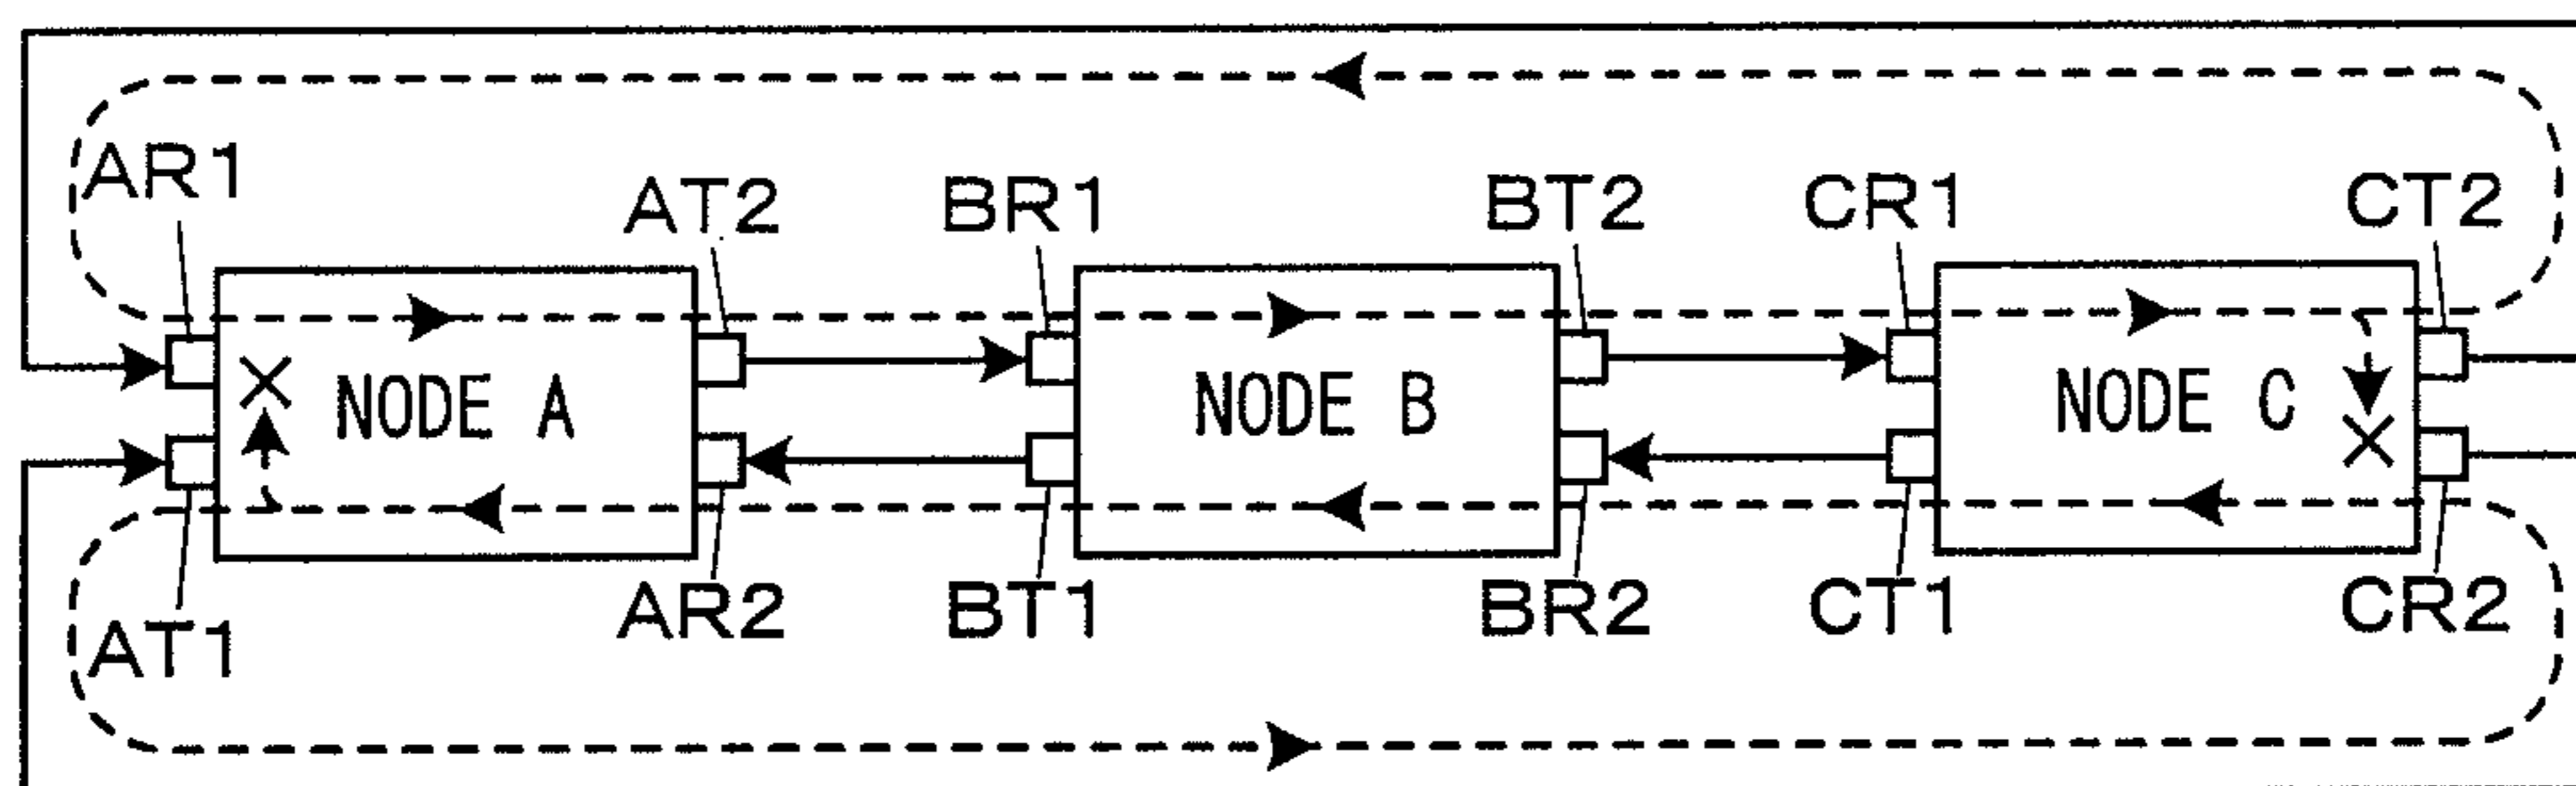 AR1
AT2
BR1
BT2
CR1
CT2
NODE A
NODE B
NODE C
AT1
AR2
BT1
BR2
CT1
CR2